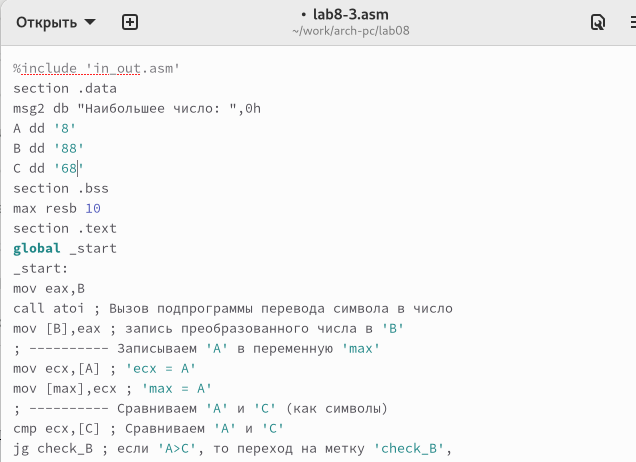 Открыть
• lab8-3.asm
~/work/arch-pc/lab08
%include 'in_out.asm'
section .data
msg2 db "Наибольшее число: ",0h
A dd '8'
B dd '88'
C dd '68'
section .bss
max resb 10
section .text
global _start
_start:
mov eax,B
call atoi ; Вызов подпрограммы перевода символа в число
mov [B],eax ; запись преобразованного числа в 'B'
; ---------- Записываем 'A' в переменную 'max'
mov ecx,[A] ; 'ecx = A'
mov [max],ecx ; 'max = A'
; ---------- Сравниваем 'A' и 'С' (как символы)
cmp ecx,[C] ; Сравниваем 'A' и 'С'
jg check_B ; если 'A>C', то переход на метку 'check_B',